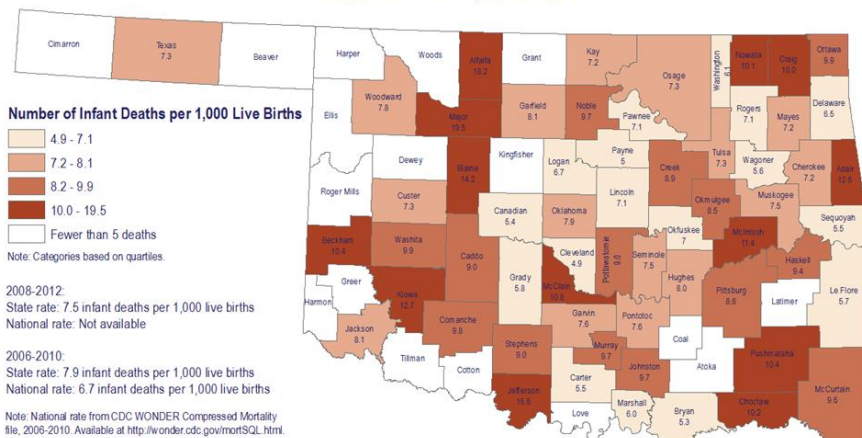 Cimarron
Texas
7.3
Beaver
Harper
Woods
Alfalfa
18.2
Grant
Kay
7.2
Osage
7.3
Washington
6.1
Nowata
10.1
Craig
10.0
Ottawa
9.9
Ellis
Woodward
7.8
Major
19.5
Garfield
8.1
Noble
9.7
Pawnee
7.1
Rogers
7.1
Mayes
7.2
Delaware
6.5
Number of Infant Deaths per 1,000 Live Births
4.9 - 7.1
7.2 - 8.1
8.2 - 9.9
10.0 - 19.5
Fewer than 5 deaths
Note: Categories based on quartiles.
Roger Mills
Dewey
Blaine
14.2
Kingfisher
Logan
6.7
Payne
5
Creek
8.9
Tulsa
7.3
Wagoner
5.6
Cherokee
7.2
Adair
12.6
Custer
7.3
Canadian
5.4
Oklahoma
7.9
Lincoln
7.1
Okmulgee
8.5
Muskogee
7.5
Sequoyah
5.5
Beckham
10.4
Washita
9.9
Caddo
9.0
Grady
5.8
Cleveland
4.9
Pottawatomie
9.0
Seminole
7.5
Okfuskee
7
McIntosh
11.4
Haskell
9.4
Harmon
Greer
Kiowa
12.7
McClain
10.8
Hughes
8.0
Pittsburg
8.6
Latimer
Le Flore
5.7
Jackson
8.1
Comanche
9.8
Garvin
7.6
Pontotoc
7.6
Coal
Tillman
Cotton
Stephens
9.0
Murray
9.7
Johnston
9.7
Atoka
Pushmataha
10.4
Jefferson
15.5
Carter
5.5
Love
Marshall
6.0
Bryan
5.3
Choctaw
10.2
McCurtain
9.6
2008-2012:
State rate: 7.5 infant deaths per 1,000 live births
National rate: Not available
2006-2010:
State rate: 7.9 infant deaths per 1,000 live births
National rate: 6.7 infant deaths per 1,000 live births
Note: National rate from CDC WONDER Compressed Mortality
file, 2006-2010. Available at http://wonder.cdc.gov/mortSQL.html.